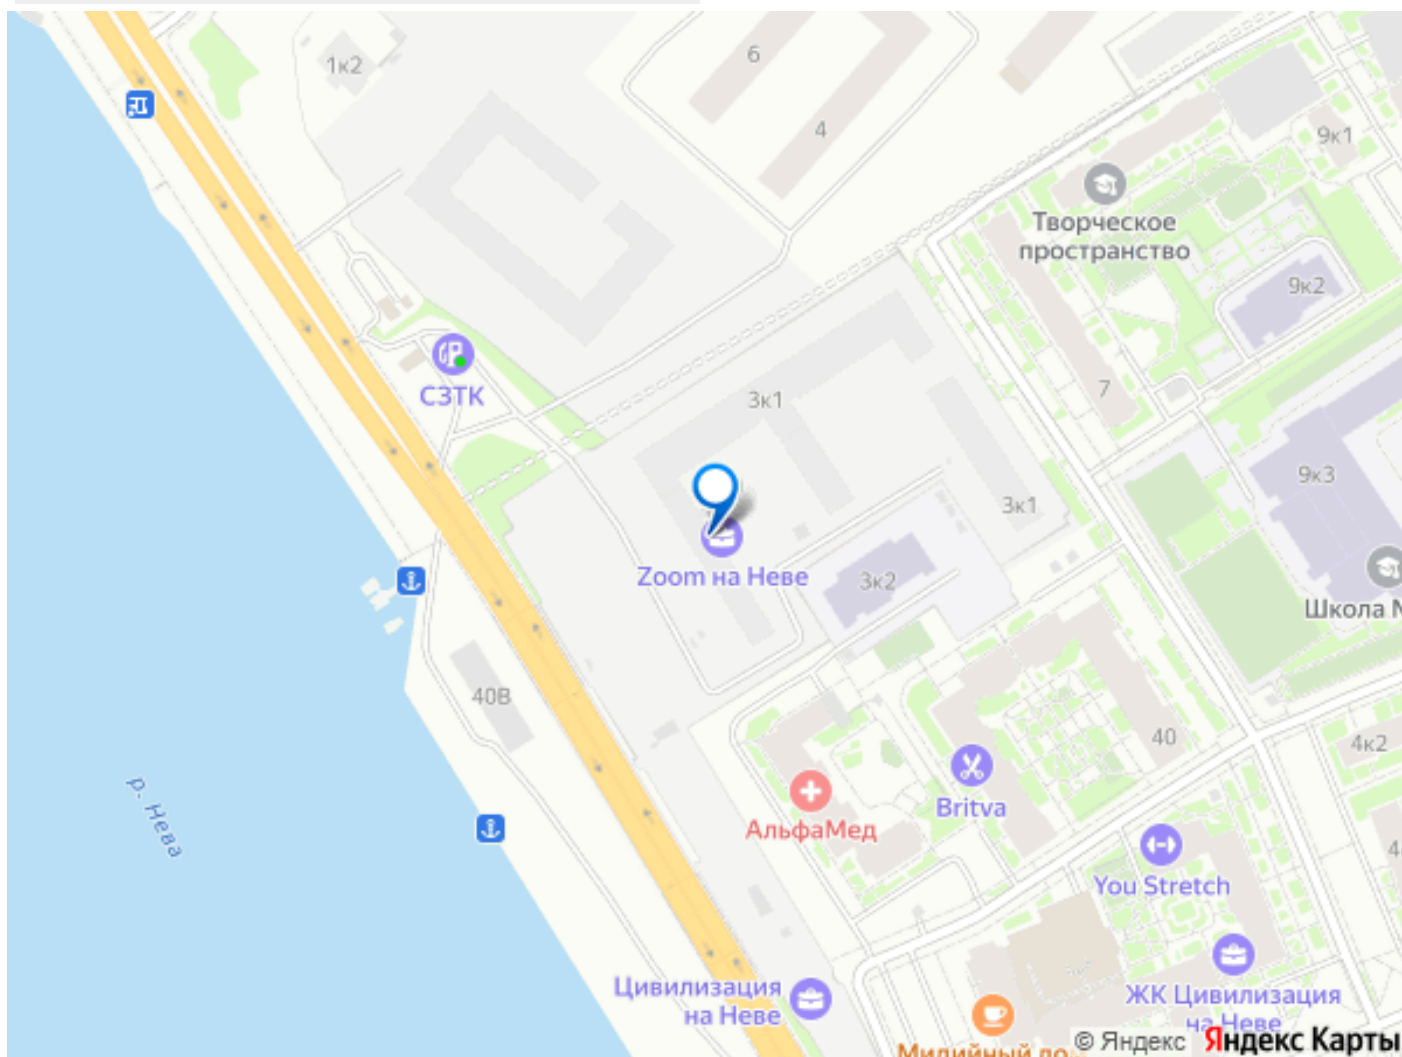 1к2
6
4
9к1
Творческое
пространство
9к2
СЗТК
3к1
7
9к3
3к1
Zoom на Неве
3к2
Школа
40В
40
4к2
р. Нева
Britva
АльфаМед
You Stretch
Цивилизация
на Неве
ЖК Цивилизация
на Неве
© Яндекс Яндекс Карты